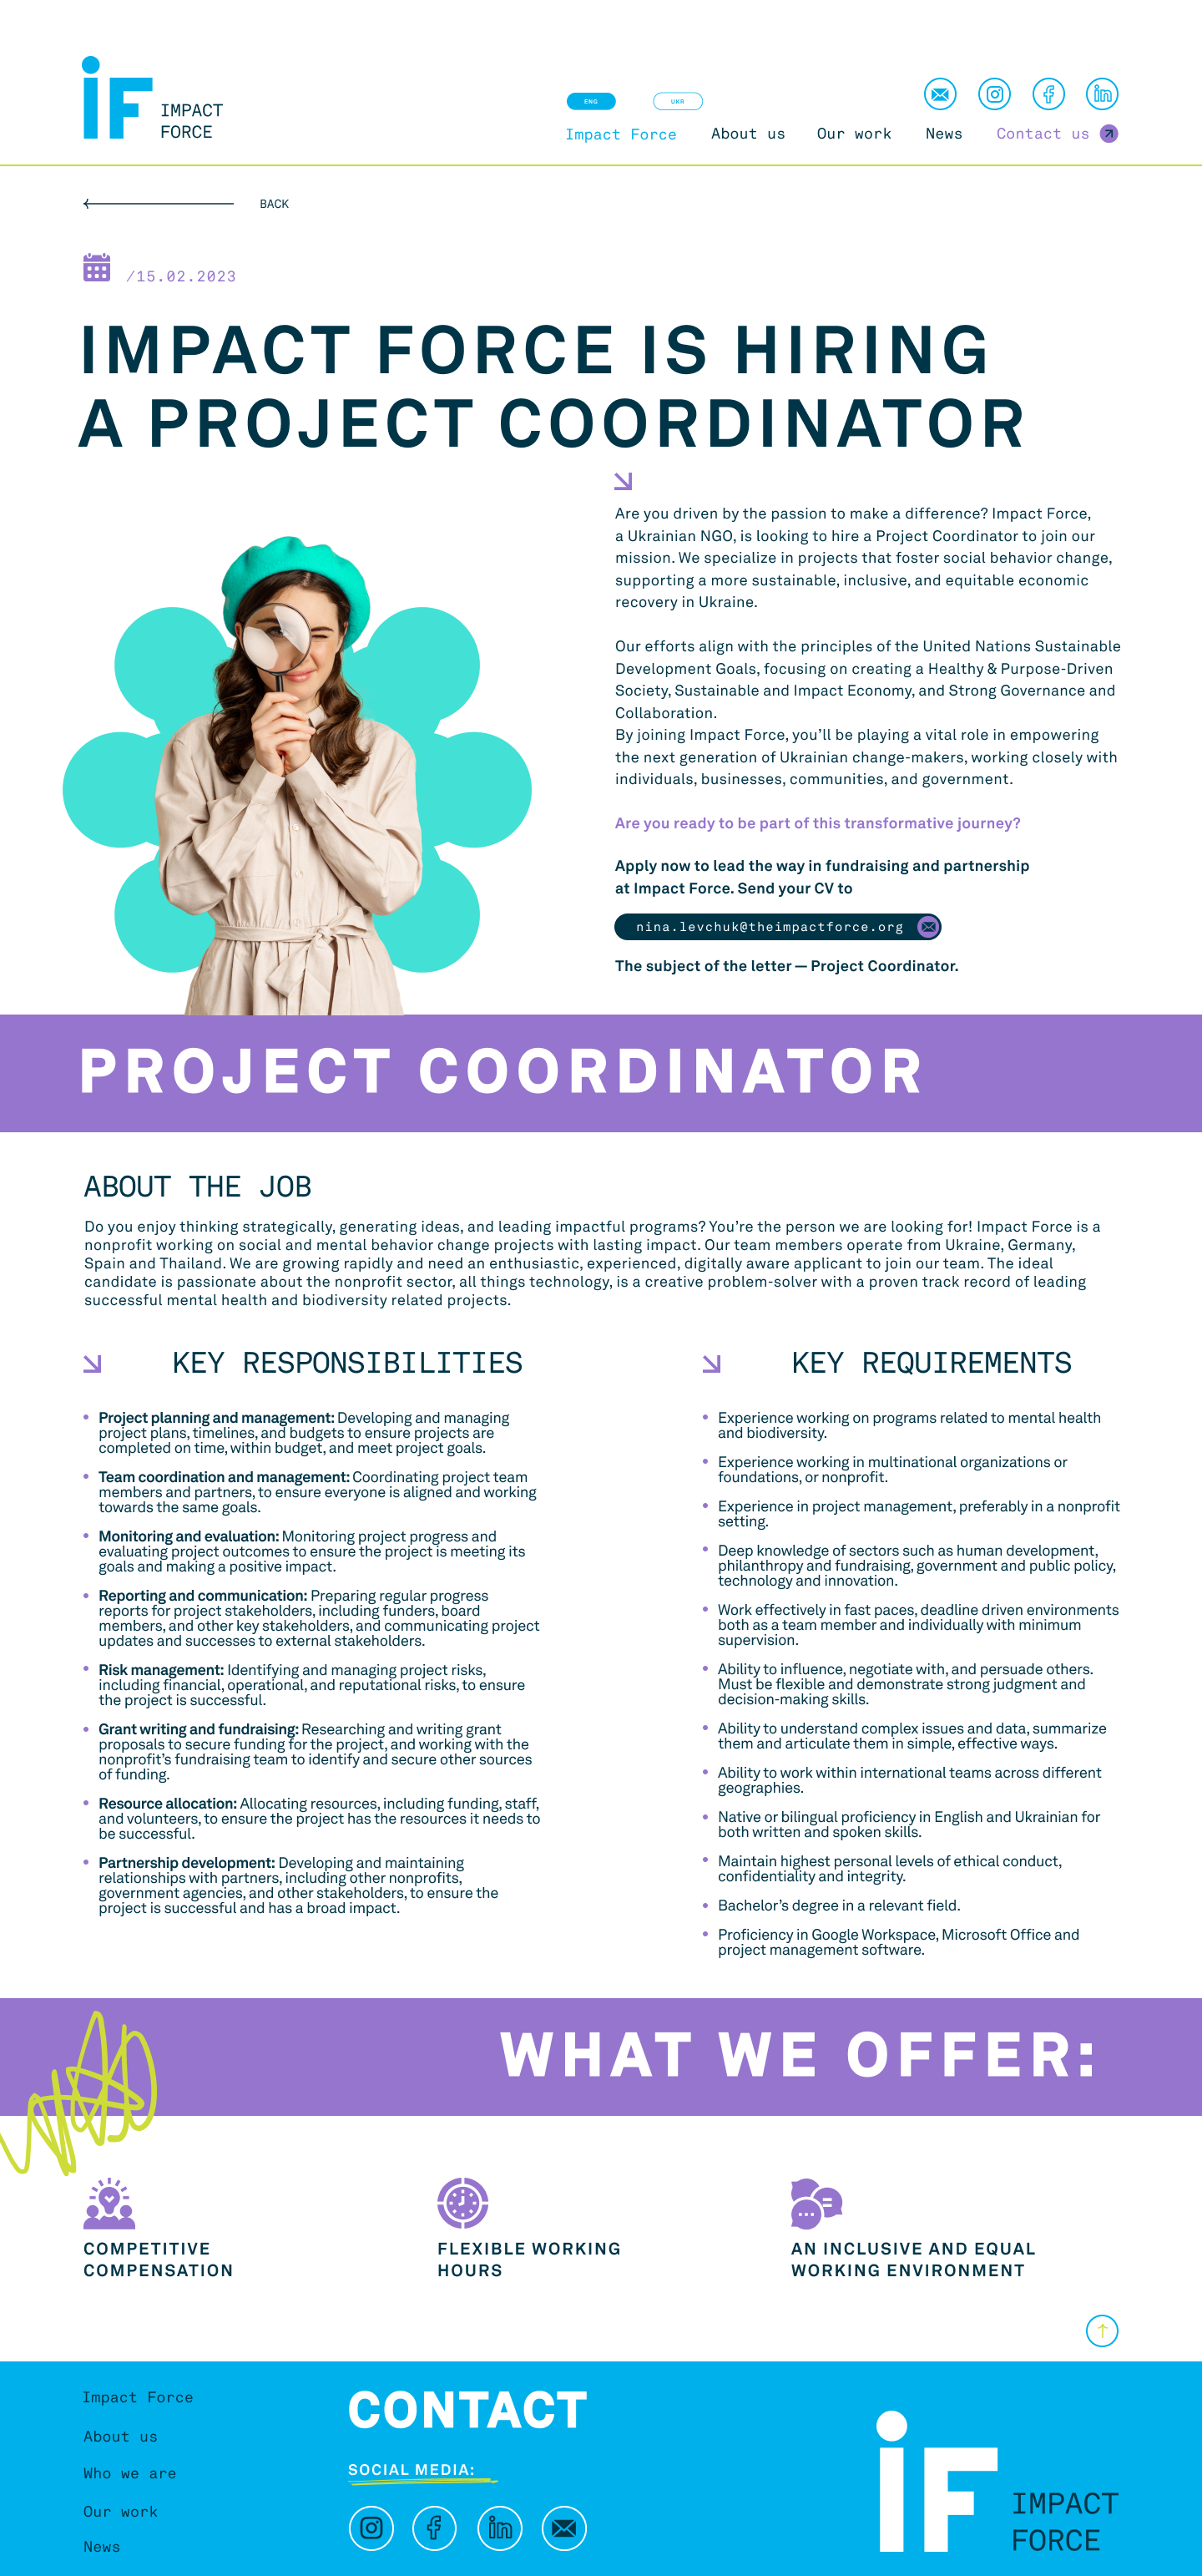 iF IMPACT
FORCE
ENG
UKR
Impact Force
About us
Our work
News
Contact us
BACK
/15.02.2023
IMPACT FORCE IS HIRING
A PROJECT COORDINATOR
Are you driven by the passion to make a difference? Impact Force,
a Ukrainian NGO, is looking to hire a Project Coordinator to join our
mission. We specialize in projects that foster social behavior change,
supporting a more sustainable, inclusive, and equitable economic
recovery in Ukraine.
Our efforts align with the principles of the United Nations Sustainable
Development Goals, focusing on creating a Healthy & Purpose-Driven
Society, Sustainable and Impact Economy, and Strong Governance and
Collaboration.
By joining Impact Force, you'll be playing a vital role in empowering
the next generation of Ukrainian change-makers, working closely with
individuals, businesses, communities, and government.
Are you ready to be part of this transformative journey?
Apply now to lead the way in fundraising and partnership
at Impact Force. Send your CV to
nina.levchuk@theimpactforce.org
The subject of the letter — Project Coordinator.
PROJECT COORDINATOR
ABOUT THE JOB
Do you enjoy thinking strategically, generating ideas, and leading impactful programs? You're the person we are looking for! Impact Force is a
nonprofit working on social and mental behavior change projects with lasting impact. Our team members operate from Ukraine, Germany,
Spain and Thailand. We are growing rapidly and need an enthusiastic, experienced, digitally aware applicant to join our team. The ideal
candidate is passionate about the nonprofit sector, all things technology, is a creative problem-solver with a proven track record of leading
successful mental health and biodiversity related projects.
KEY RESPONSIBILITIES
• Project planning and management: Developing and managing
project plans, timelines, and budgets to ensure projects are
completed on time, within budget, and meet project goals.
• Team coordination and management: Coordinating project team
members and partners, to ensure everyone is aligned and working
towards the same goals.
• Monitoring and evaluation: Monitoring project progress and
evaluating project outcomes to ensure the project is meeting its
goals and making a positive impact.
• Reporting and communication: Preparing regular progress
reports for project stakeholders, including funders, board
members, and other key stakeholders, and communicating project
updates and successes to external stakeholders.
• Risk management: Identifying and managing project risks,
including financial, operational, and reputational risks, to ensure
the project is successful.
• Grant writing and fundraising: Researching and writing grant
proposals to secure funding for the project, and working with the
nonprofit's fundraising team to identify and secure other sources
of funding.
• Resource allocation: Allocating resources, including funding, staff,
and volunteers, to ensure the project has the resources it needs to
be successful.
• Partnership development: Developing and maintaining
relationships with partners, including other nonprofits,
government agencies, and other stakeholders, to ensure the
project is successful and has a broad impact.
KEY REQUIREMENTS
• Experience working on programs related to mental health
and biodiversity.
• Experience working in multinational organizations or
foundations, or nonprofit.
• Experience in project management, preferably in a nonprofit
setting.
• Deep knowledge of sectors such as human development,
philanthropy and fundraising, government and public policy,
technology and innovation.
• Work effectively in fast paces, deadline driven environments
both as a team member and individually with minimum
supervision.
• Ability to influence, negotiate with, and persuade others.
Must be flexible and demonstrate strong judgment and
decision-making skills.
• Ability to understand complex issues and data, summarize
them and articulate them in simple, effective ways.
• Ability to work within international teams across different
geographies.
• Native or bilingual proficiency in English and Ukrainian for
both written and spoken skills.
• Maintain highest personal levels of ethical conduct,
confidentiality and integrity.
• Bachelor's degree in a relevant field.
• Proficiency in Google Workspace, Microsoft Office and
project management software.
WHAT WE OFFER:
COMPETITIVE
COMPENSATION
FLEXIBLE WORKING
HOURS
AN INCLUSIVE AND EQUAL
WORKING ENVIRONMENT
Impact Force
About us
Who we are
Our work
News
CONTACT
SOCIAL MEDIA:
iF IMPACT
FORCE